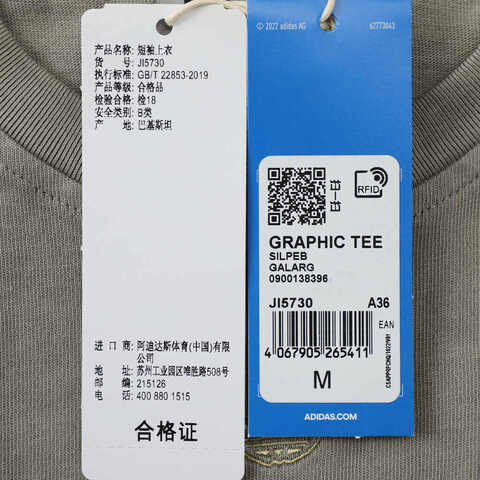 产品名称: 短袖上衣
货 号: JI5730
执行标准: GB/T 22853-2019
产品等级: 合格品
检验合格: 检18
安全类别: B类
产 地: 巴基斯坦
进 口 商: 阿迪达斯体育(中国)有限
公司
地 址: 苏州工业园区唯胜路508号
邮 编: 215126
电 话: 400 880 1515
合格证
© 2022 adidas AG
62773643
RFID
GRAPHIC TEE
SILPEB
GALARG
0900138396
JI5730 A36
EAN
4 067905 265411
M
ADIDAS.COM